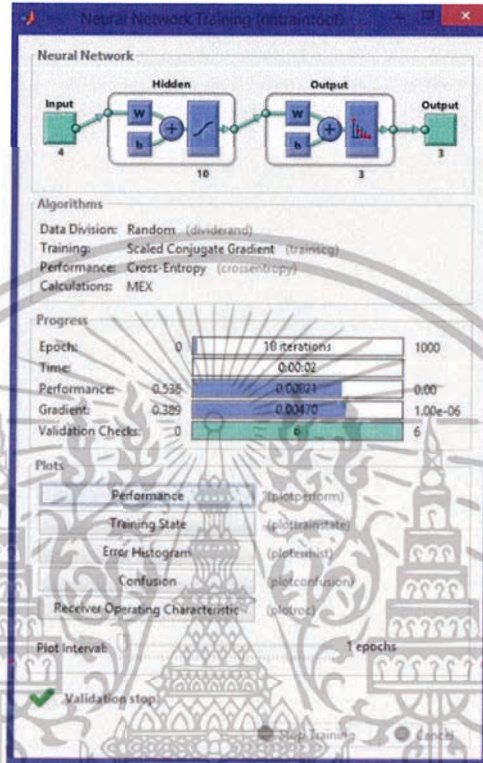 Neural Network Training (nntraintool)
Neural Network
Hidden Output
Input Output
W W
b b
4 10 3 3
Algorithms
Data Division: Random (dividerand)
Training: Scaled Conjugate Gradient (trainscg)
Performance: Cross-Entropy (crossentropy)
Calculations: MEX
Progress
Epoch: 0 18 iterations 1000
Time: 0:00:02
Performance: 0.536 0.00821 0.00
Gradient: 0.389 0.00470 1.00e-06
Validation Checks: 0 6 6
Plots
Performance (plotperform)
Training State (plottrainstate)
Error Histogram (ploterrhist)
Confusion (plotconfusion)
Receiver Operating Characteristic (plotroc)
Plot Interval: 1 epochs
Validation stop.
Stop Training Cancel